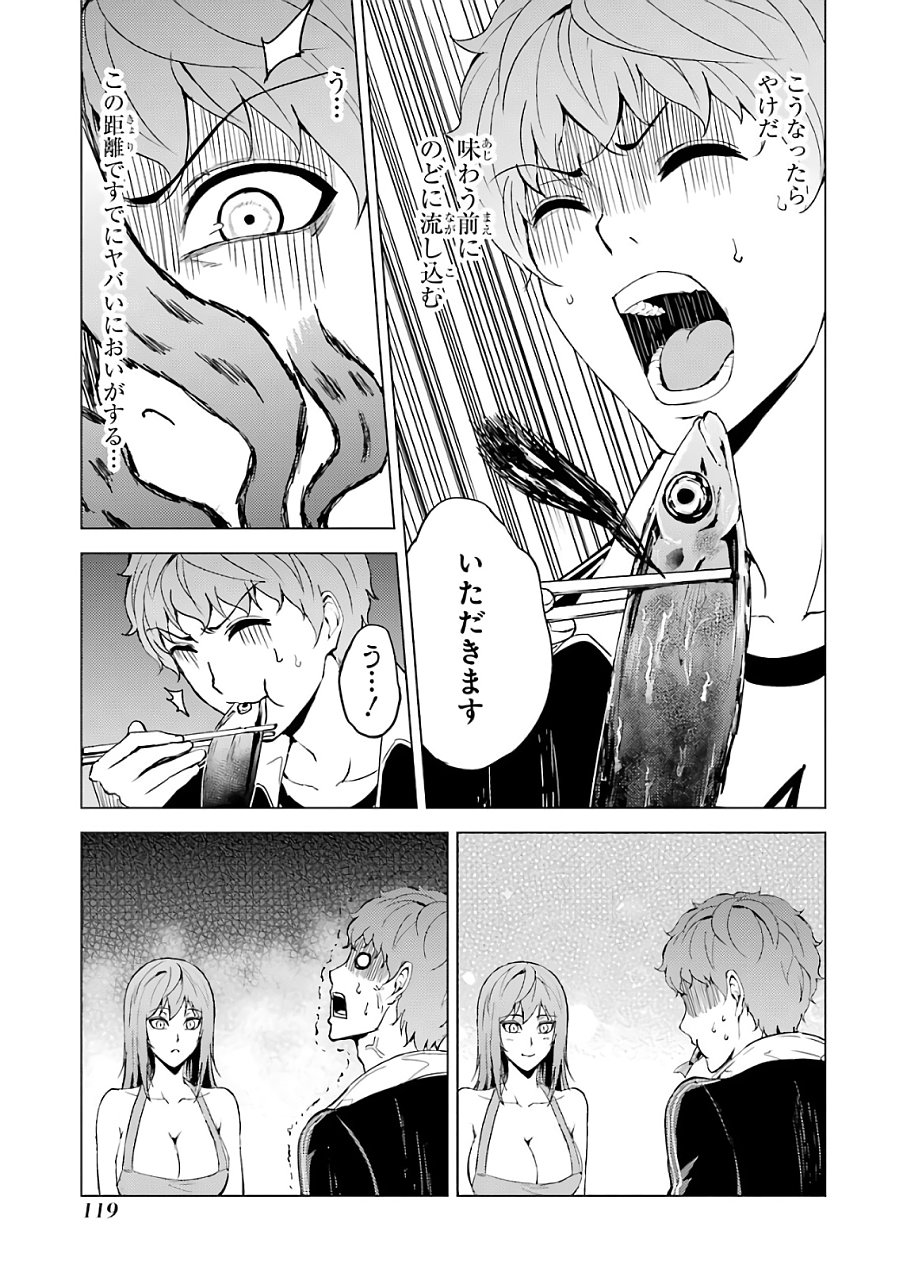 こうなったら
やけだ
味わう前に
のどに流し込む
いただきます
う…
この距離ですでにヤバいにおいがする…
う…!
119